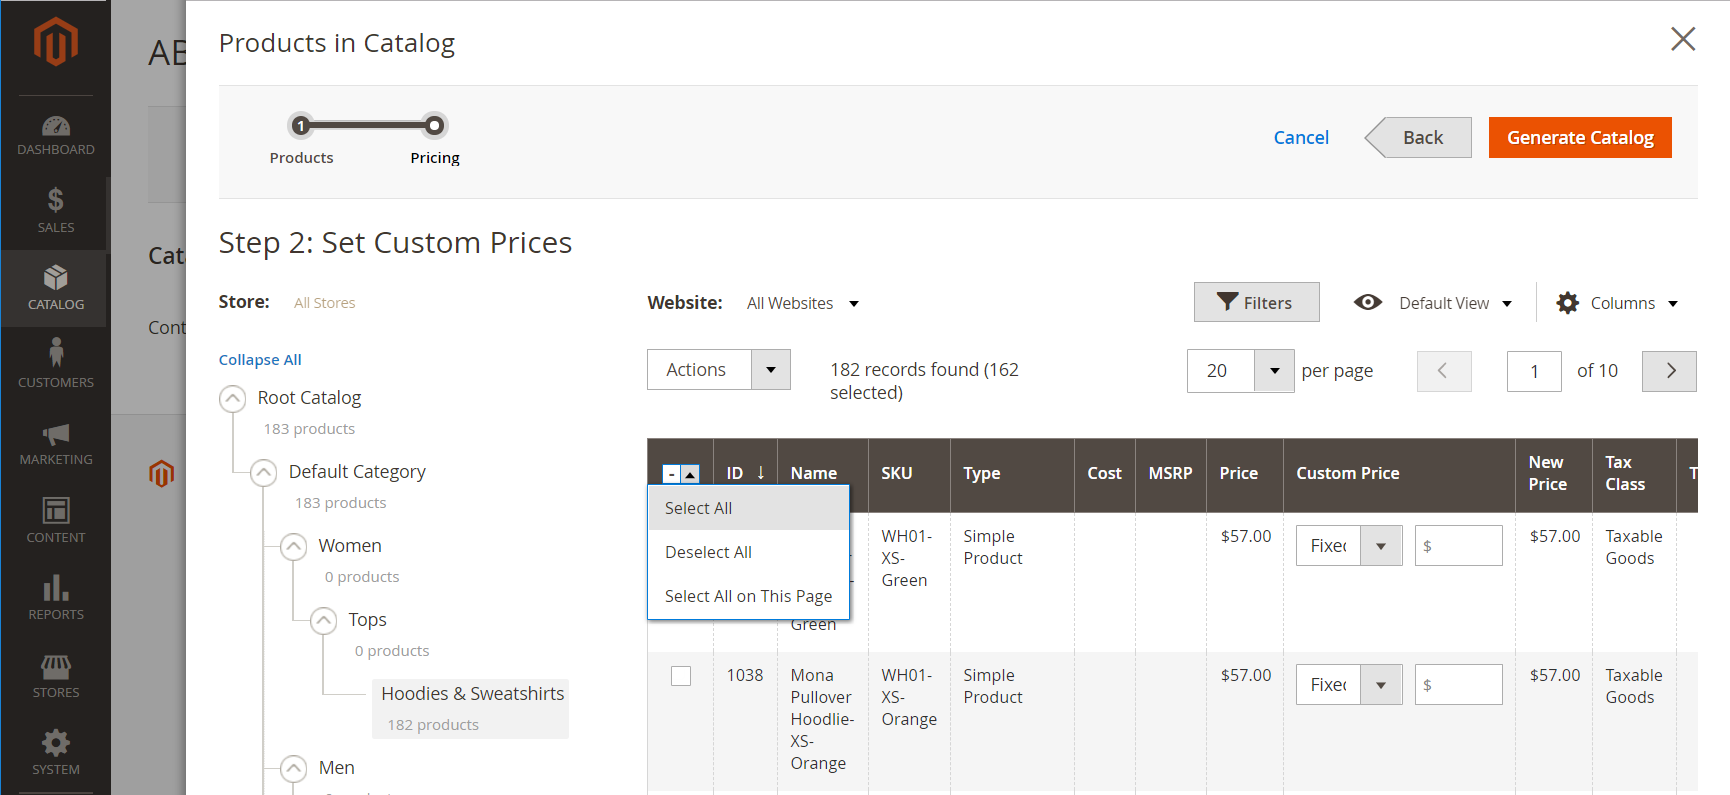 Products in Catalog
AB
1
Products
Pricing
Cancel
Back
Generate Catalog
DASHBOARD
SALES
CATALOG
CUSTOMERS
MARKETING
CONTENT
REPORTS
STORES
SYSTEM
Cat
Cont
Step 2: Set Custom Prices
Store: All Stores
Website: All Websites
Filters
Default View
Columns
Collapse All
Actions
182 records found (162
selected)
20 per page
1 of 10
Root Catalog
183 products
Default Category
183 products
Women
0 products
Tops
0 products
Hoodies & Sweatshirts
182 products
Men
- ID ↓ Name SKU Type Cost MSRP Price Custom Price New
Price Tax
Class T
Select All
Deselect All
Select All on This Page
Green
WH01-
XS-
Green
Simple
Product
$57.00
Fixed
$
$57.00
Taxable
Goods
1038
Mona
Pullover
Hoodlie-
XS-
Orange
WH01-
XS-
Orange
Simple
Product
$57.00
Fixed
$
$57.00
Taxable
Goods